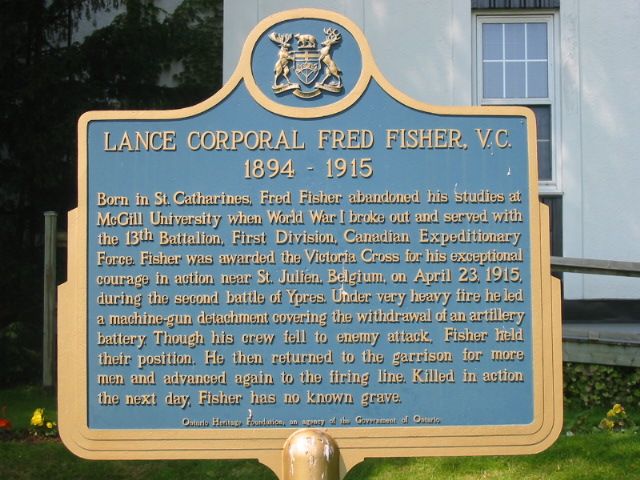 LANCE CORPORAL FRED FISHER, V.C.
1894 - 1915
Born in St. Catharines, Fred Fisher abandoned his studies at
McGill University when World War I broke out and served with
the 13th Battalion, First Division, Canadian Expeditionary
Force. Fisher was awarded the Victoria Cross for his exceptional
courage in action near St. Julien, Belgium, on April 23, 1915,
during the second battle of Ypres. Under very heavy fire he led
a machine-gun detachment covering the withdrawal of an artillery
battery. Though his crew fell to enemy attack, Fisher held
their position. He then returned to the garrison for more
men and advanced again to the firing line. Killed in action
the next day, Fisher has no known grave.
Ontario Heritage Foundation, an agency of the Government of Ontario